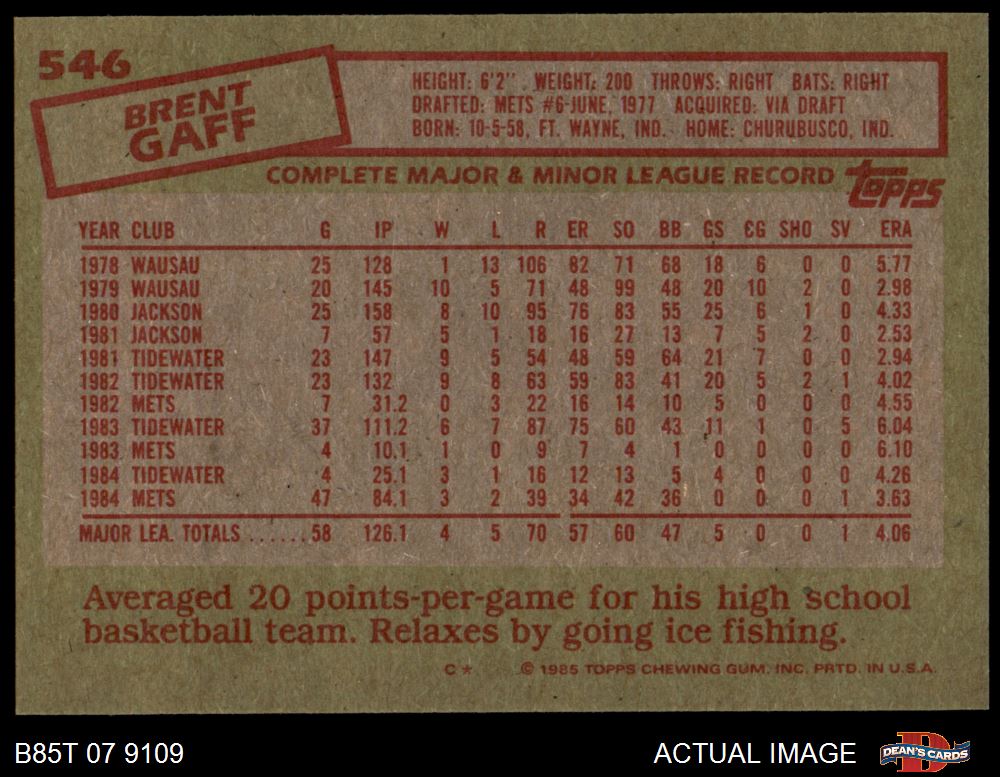 546
BRENT
GAFF
HEIGHT: 6'2" WEIGHT: 200 THROWS: RIGHT BATS: RIGHT
DRAFTED: METS #6-JUNE, 1977 ACQUIRED: VIA DRAFT
BORN: 10-5-58, FT. WAYNE, IND. HOME: CHURUBUSCO, IND.
COMPLETE MAJOR & MINOR LEAGUE RECORD topps
YEAR CLUB G IP W L R ER SO BB GS CG SHO SV ERA
1978 WAUSAU 25 128 1 13 106 82 71 68 18 6 0 0 5.77
1979 WAUSAU 20 145 10 5 71 48 99 48 20 10 2 0 2.98
1980 JACKSON 25 158 8 10 95 76 83 55 25 6 1 0 4.33
1981 JACKSON 7 57 5 1 18 16 27 13 7 5 2 0 2.53
1981 TIDEWATER 23 147 9 5 54 48 59 64 21 7 0 0 2.94
1982 TIDEWATER 23 132 9 8 63 59 83 41 20 5 2 1 4.02
1982 METS 7 31.2 0 3 22 16 14 10 5 0 0 0 4.55
1983 TIDEWATER 37 111.2 6 7 87 75 60 43 11 1 0 5 6.04
1983 METS 4 10.1 1 0 9 7 4 1 0 0 0 0 6.10
1984 TIDEWATER 4 25.1 3 1 16 12 13 5 4 0 0 0 4.26
1984 METS 47 84.1 3 2 39 34 42 36 0 0 0 1 3.63
MAJOR LEA. TOTALS ......58 126.1 4 5 70 57 60 47 5 0 0 1 4.06
Averaged 20 points-per-game for his high school
basketball team. Relaxes by going ice fishing.
C * © 1985 TOPPS CHEWING GUM. INC. PRTD. IN U.S.A.
B85T 07 9109 ACTUAL IMAGE D DEAN'S CARDS